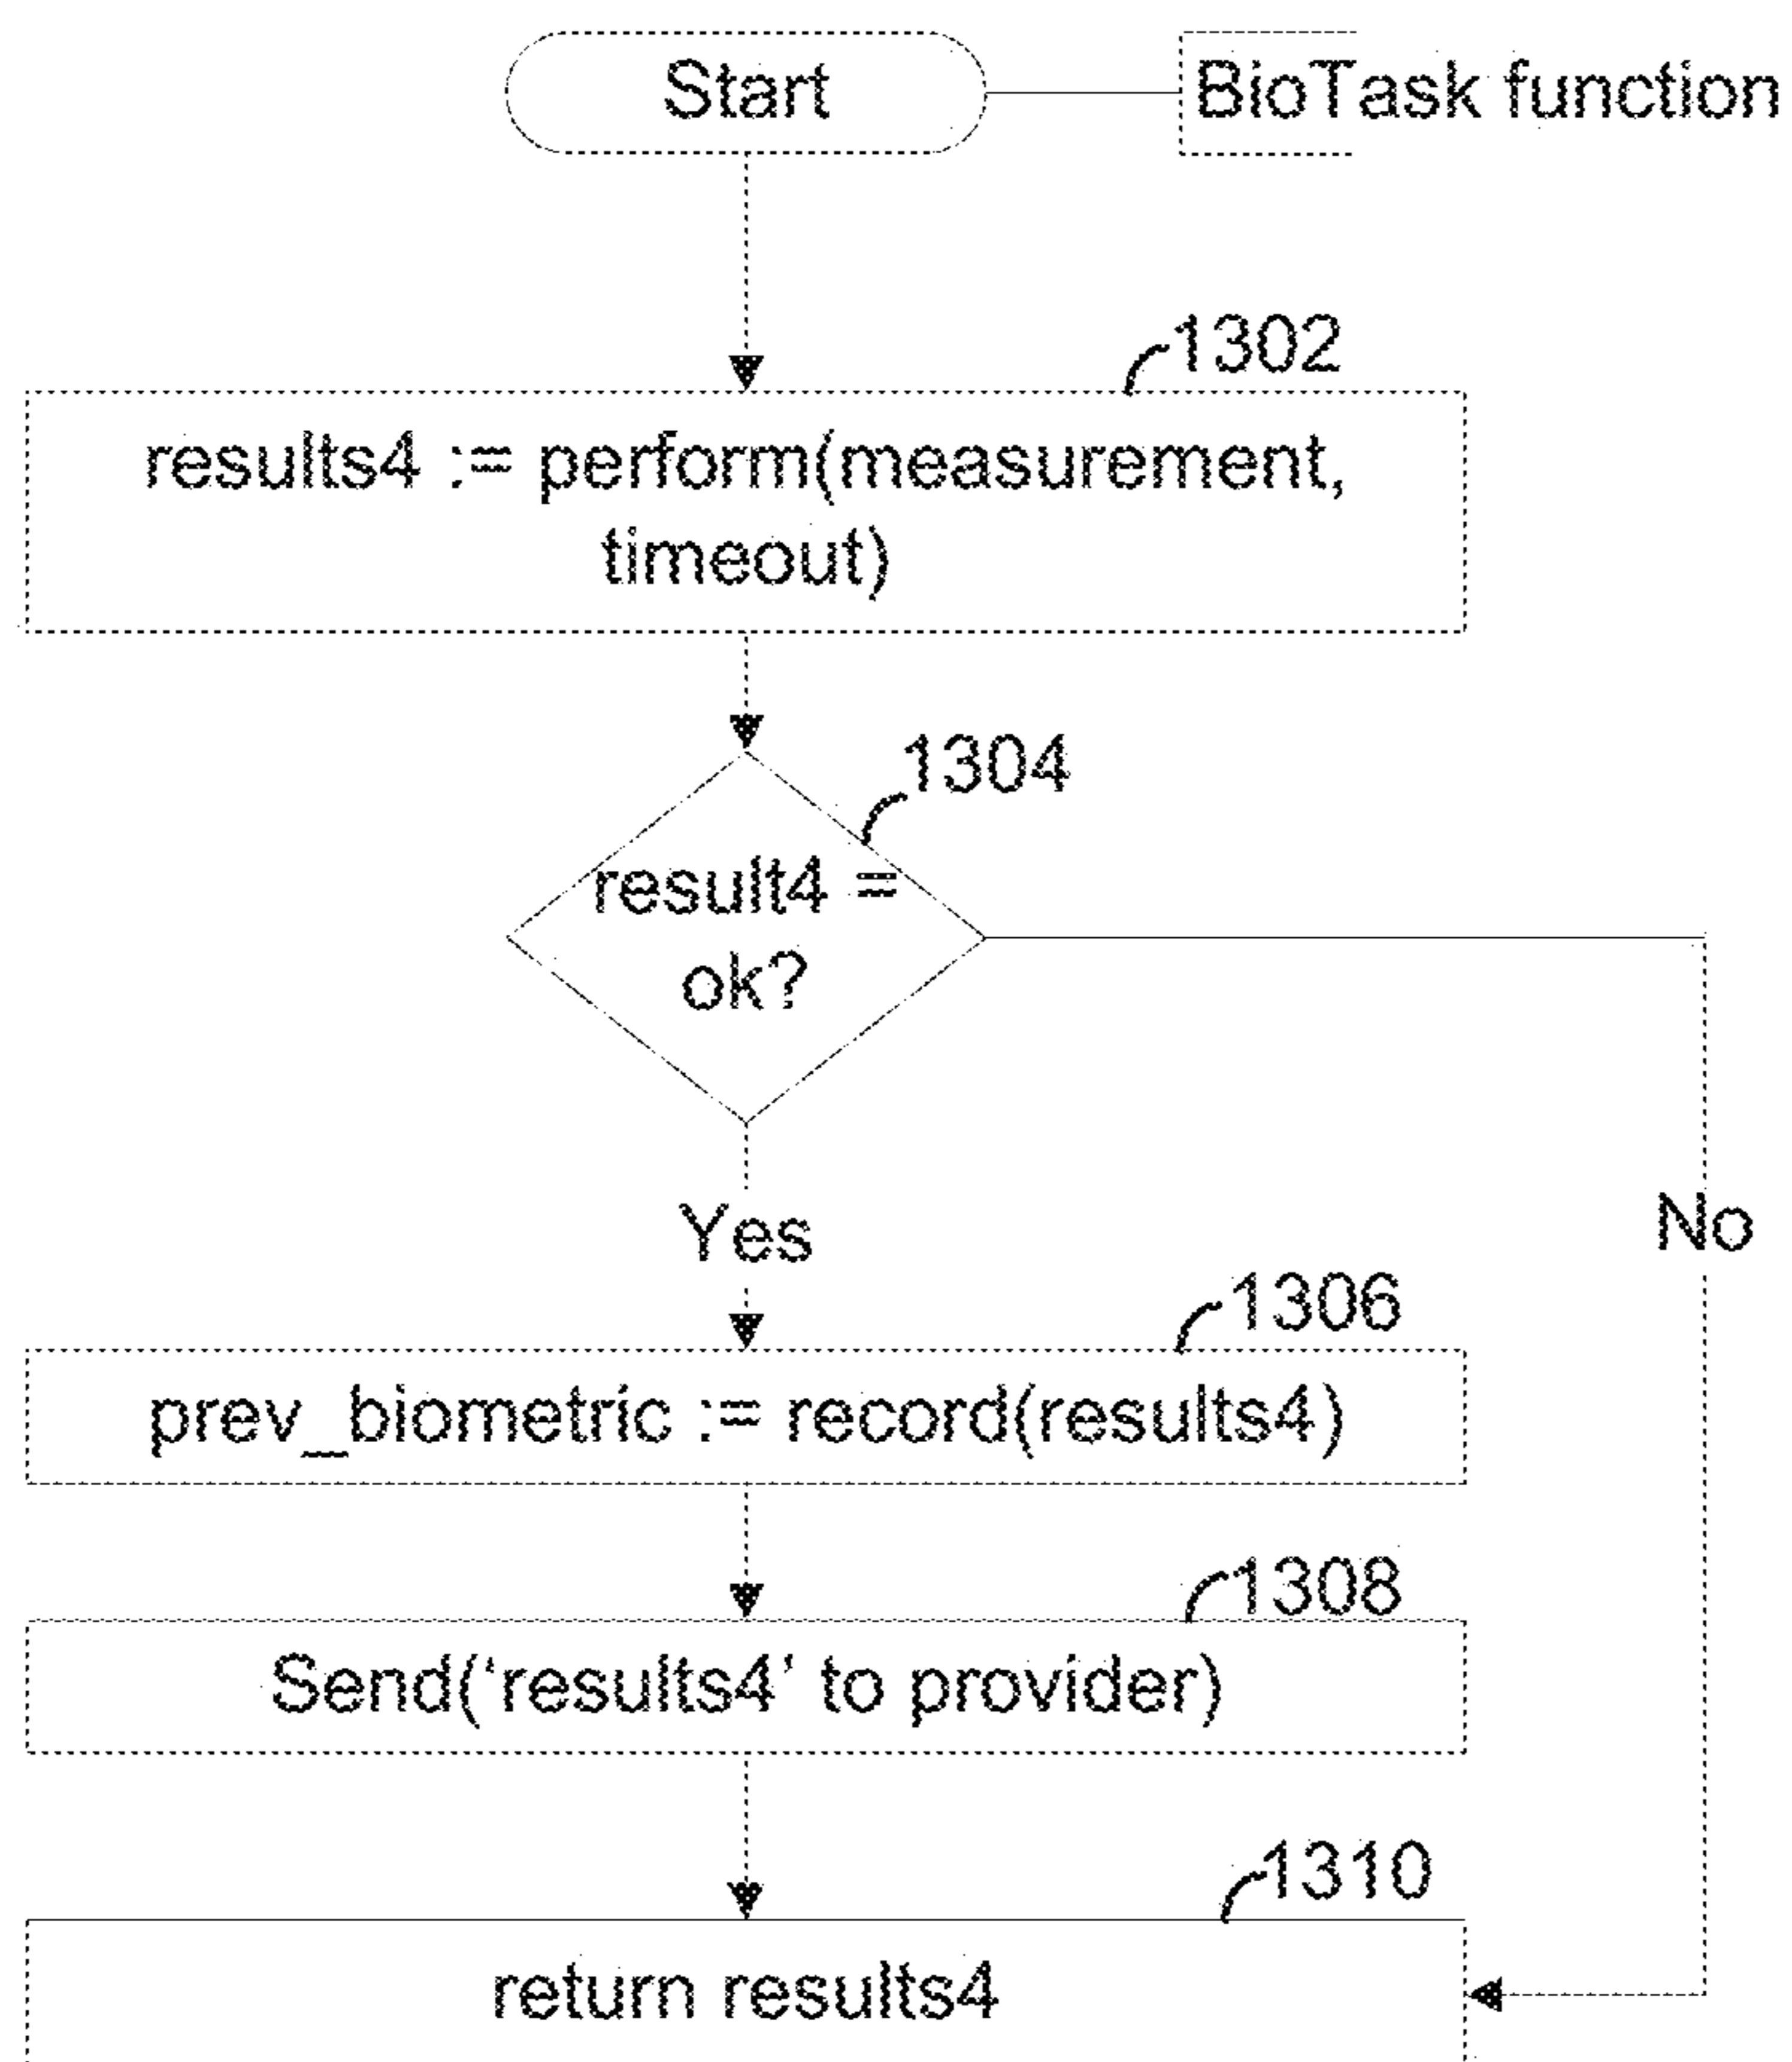 Start
BioTask function
1302
results4 := perform(measurement,
timeout)
1304
result4 =
ok?
Yes
No
1306
prev_biometric := record(results4)
1308
Send(‘results4’ to provider)
1310
return results4